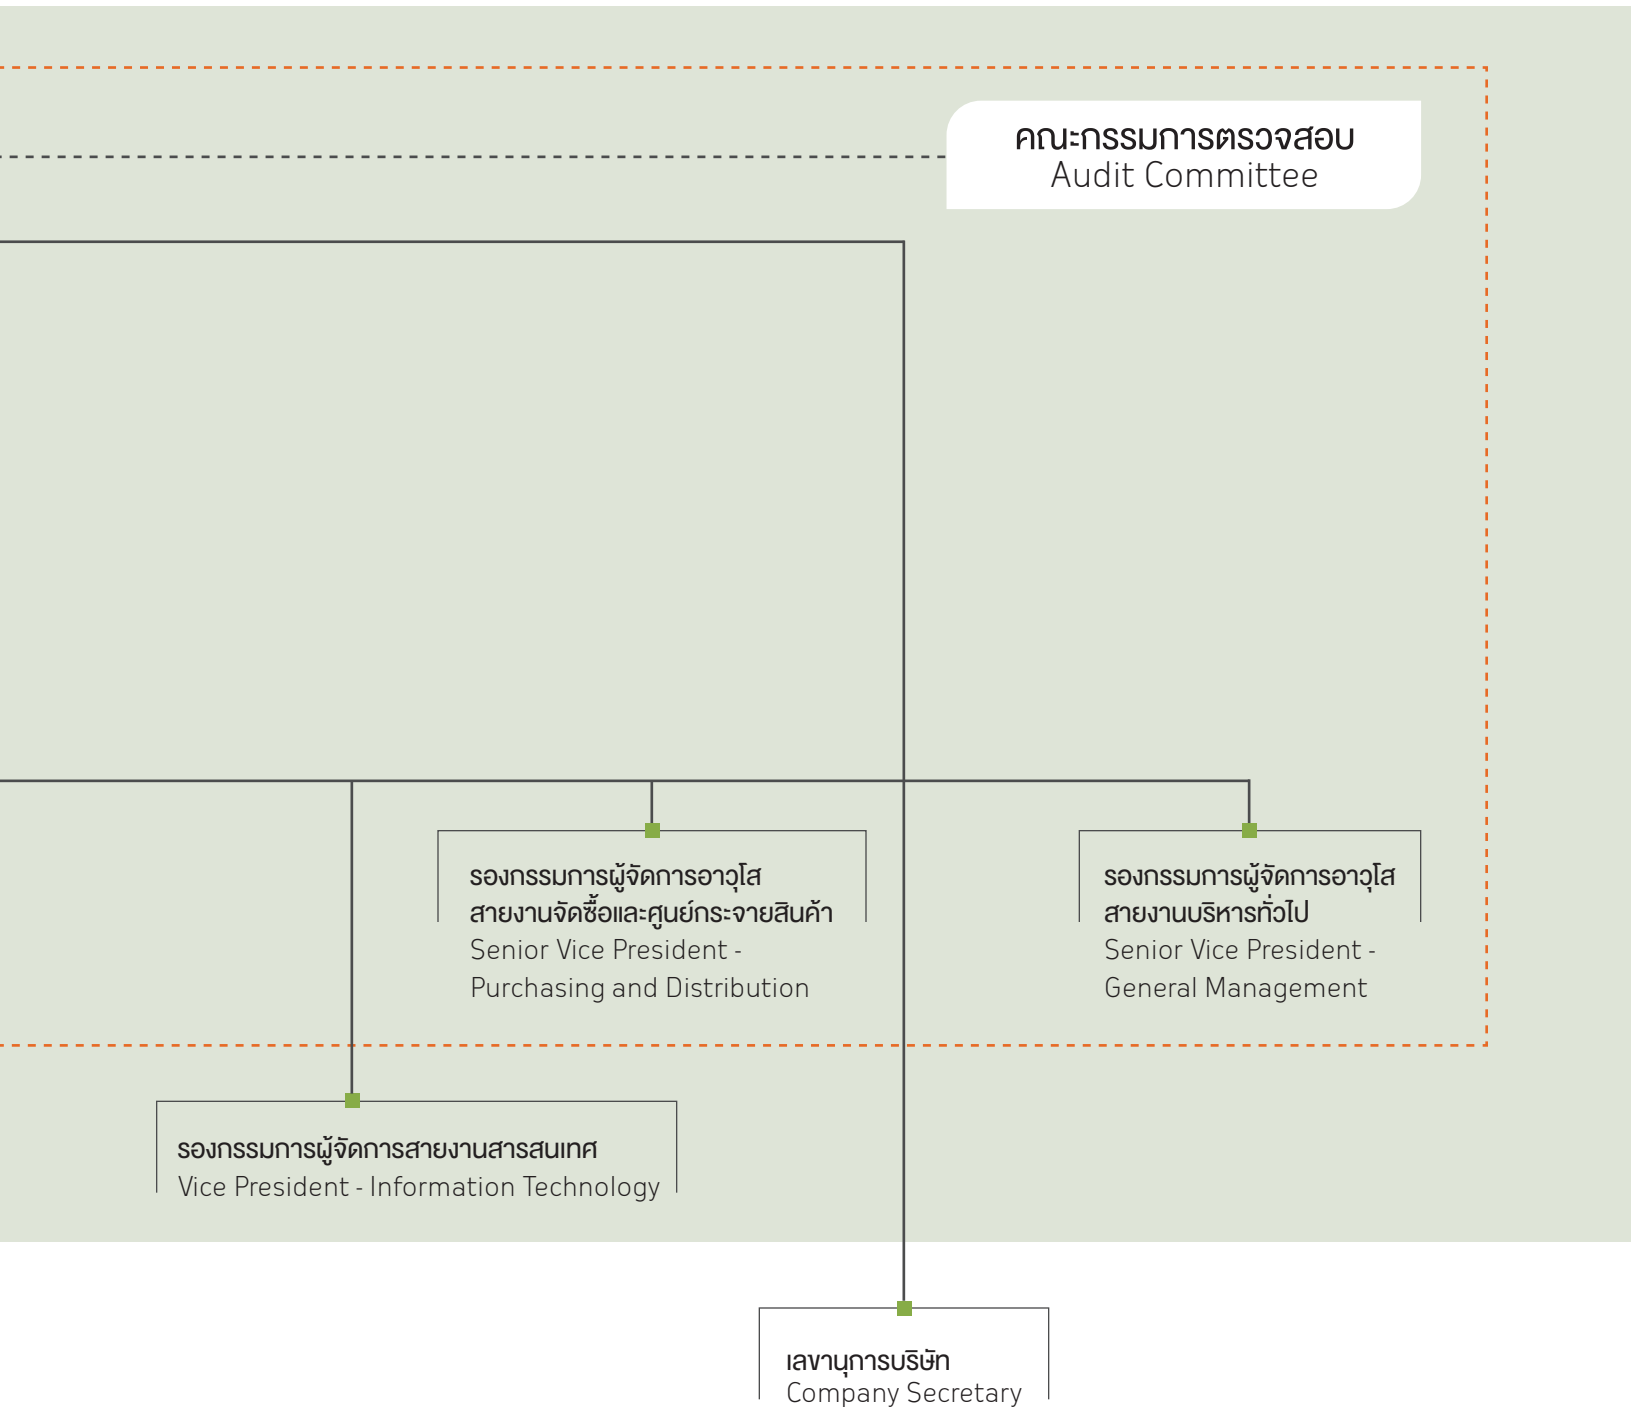 คณะกรรมการตรวจสอบ
Audit Committee
รองกรรมการผู้จัดการอาวุโส
สายงานจัดซื้อและศูนย์กระจายสินค้า
Senior Vice President -
Purchasing and Distribution
รองกรรมการผู้จัดการอาวุโส
สายงานบริหารทั่วไป
Senior Vice President -
General Management
รองกรรมการผู้จัดการสายงานสารสนเทศ
Vice President - Information Technology
เลขานุการบริษัท
Company Secretary